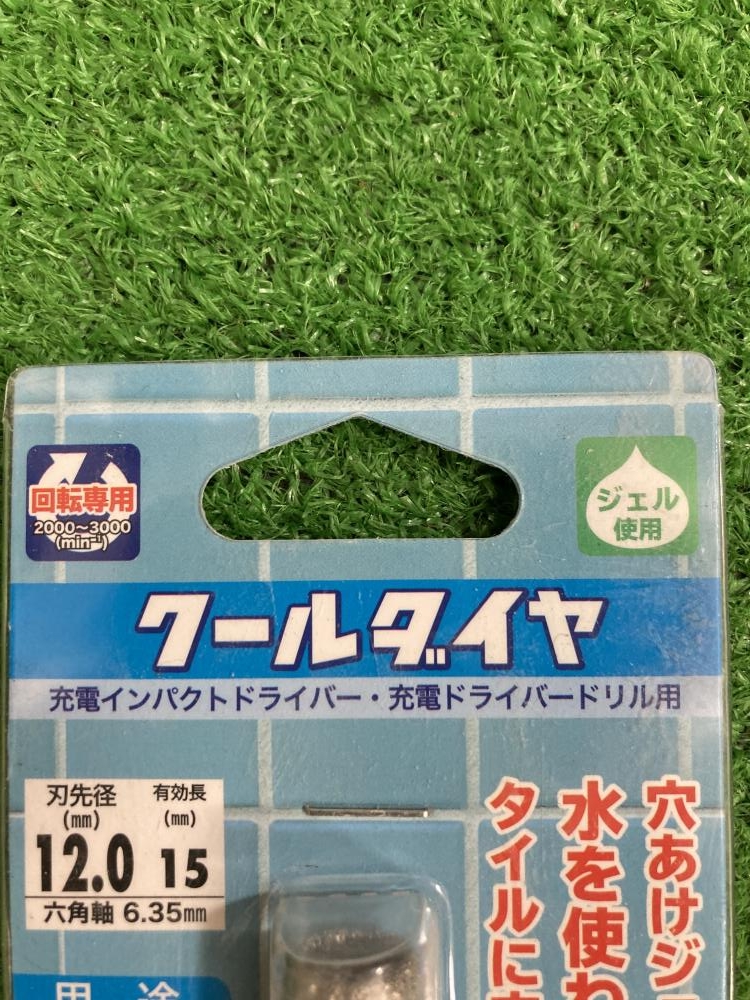 回転専用
2000〜3000
(min⁻¹)
ジェル
使用
クールダイヤ
充電インパクトドライバー・充電ドライバードリル用
刃先径
(mm)
12.0
有効長
(mm)
15
六角軸 6.35mm
穴あけジ
水を使わ
タイルに
用途